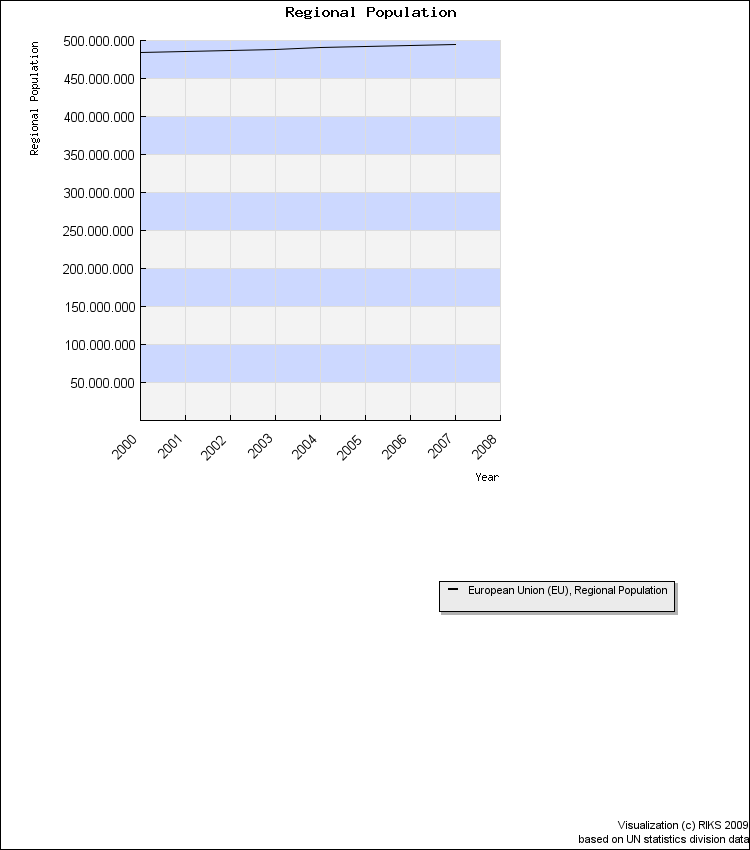 Regional Population
Regional Population
500.000.000
450.000.000
400.000.000
350.000.000
300.000.000
250.000.000
200.000.000
150.000.000
100.000.000
50.000.000
2000 2001 2002 2003 2004 2005 2006 2007 2008
Year
European Union (EU), Regional Population
Visualization (c) RIKS 2009
based on UN statistics division data